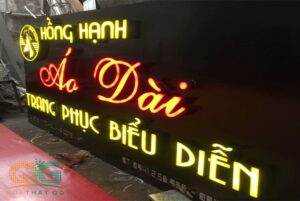 HỒNG HẠNH
Áo Dài
TRANG PHỤC BIỂU DIỄN